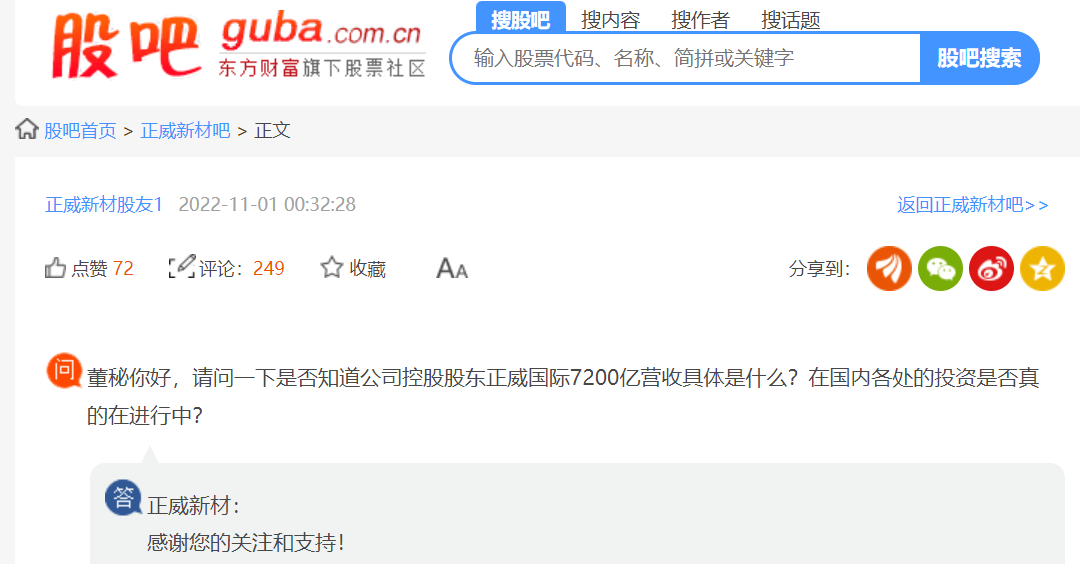 股吧 guba.com.cn
东方财富旗下股票社区
搜股吧 搜内容 搜作者 搜话题
输入股票代码、名称、简拼或关键字 股吧搜索
股吧首页 > 正威新材吧 > 正文
正威新材股友1 2022-11-01 00:32:28 返回正威新材吧>>
点赞 72 评论：249 收藏 AA 分享到：
问 董秘你好，请问一下是否知道公司控股股东正威国际7200亿营收具体是什么？在国内各处的投资是否真
的在进行中？
答 正威新材：
感谢您的关注和支持！